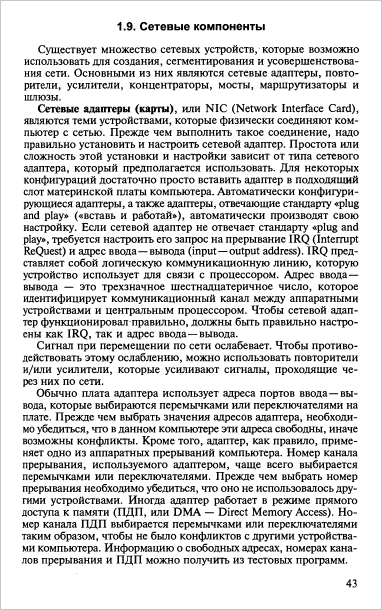 1.9. Сетевые компоненты
Существует множество сетевых устройств, которые возможно
использовать для создания, сегментирования и усовершенствова-
ния сети. Основными из них являются сетевые адаптеры, повто-
рители, усилители, концентраторы, мосты, маршрутизаторы и
шлюзы.
Сетевые адаптеры (карты), или NIC (Network Interface Card),
являются теми устройствами, которые физически соединяют ком-
пьютер с сетью. Прежде чем выполнить такое соединение, надо
правильно установить и настроить сетевой адаптер. Простота или
сложность этой установки и настройки зависит от типа сетевого
адаптера, который предполагается использовать. Для некоторых
конфигураций достаточно просто вставить адаптер в подходящий
слот материнской платы компьютера. Автоматически конфигури-
рующиеся адаптеры, а также адаптеры, отвечающие стандарту «plug
and play» («вставь и работай»), автоматически производят свою
настройку. Если сетевой адаптер не отвечает стандарту «plug and
play», требуется настроить его запрос на прерывание IRQ (Interrupt
ReQuest) и адрес ввода — вывода (input — output address). IRQ пред-
ставляет собой логическую коммуникационную линию, которую
устройство использует для связи с процессором. Адрес ввода —
вывода — это трехзначное шестнадцатеричное число, которое
идентифицирует коммуникационный канал между аппаратными
устройствами и центральным процессором. Чтобы сетевой адап-
тер функционировал правильно, должны быть правильно настро-
ены как IRQ, так и адрес ввода — вывода.
Сигнал при перемещении по сети ослабевает. Чтобы противо-
действовать этому ослаблению, можно использовать повторители
и/или усилители, которые усиливают сигналы, проходящие че-
рез них по сети.
Обычно плата адаптера использует адреса портов ввода — вы-
вода, которые выбираются перемычками или переключателями на
плате. Прежде чем выбрать значения адресов адаптера, необходи-
мо убедиться, что в данном компьютере эти адреса свободны, иначе
возможны конфликты. Кроме того, адаптер, как правило, приме-
няет одно из аппаратных прерываний компьютера. Номер канала
прерывания, используемого адаптером, чаще всего выбирается
перемычками или переключателями. Прежде чем выбрать номер
прерывания необходимо убедиться, что оно не использовалось дру-
гими устройствами. Иногда адаптер работает в режиме прямого
доступа к памяти (ПДП, или DMA — Direct Memory Access). Но-
мер канала ПДП выбирается перемычками или переключателями
таким образом, чтобы не было конфликтов с другими устройства-
ми компьютера. Информацию о свободных адресах, номерах кана-
лов прерывания и ПДП можно получить из тестовых программ.
43